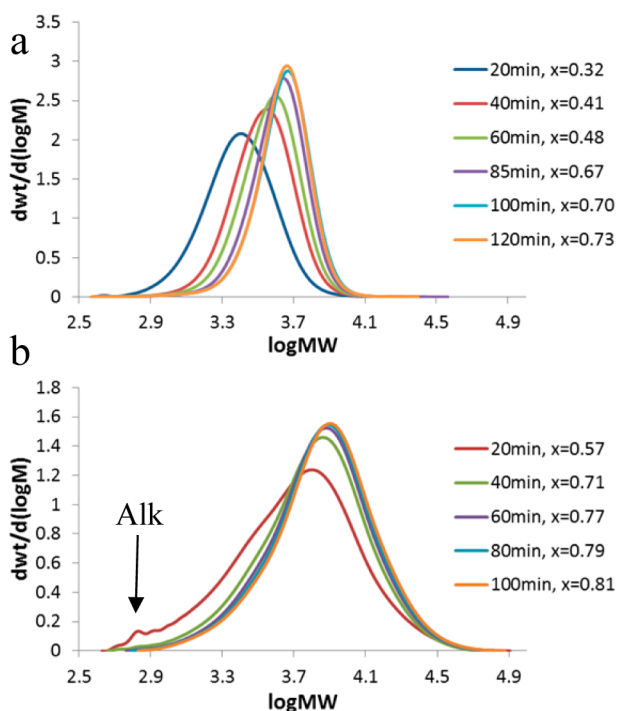 a
dwt/d(logM)
3.5
3
2.5
2
1.5
1
0.5
0
2.5 2.9 3.3 3.7 4.1 4.5 4.9
logMW
20min, x=0.32
40min, x=0.41
60min, x=0.48
85min, x=0.67
100min, x=0.70
120min, x=0.73
b
dwt/d(logM)
1.8
1.6
1.4
1.2
1
0.8
0.6
0.4
0.2
0
Alk
2.5 2.9 3.3 3.7 4.1 4.5 4.9
logMW
20min, x=0.57
40min, x=0.71
60min, x=0.77
80min, x=0.79
100min, x=0.81